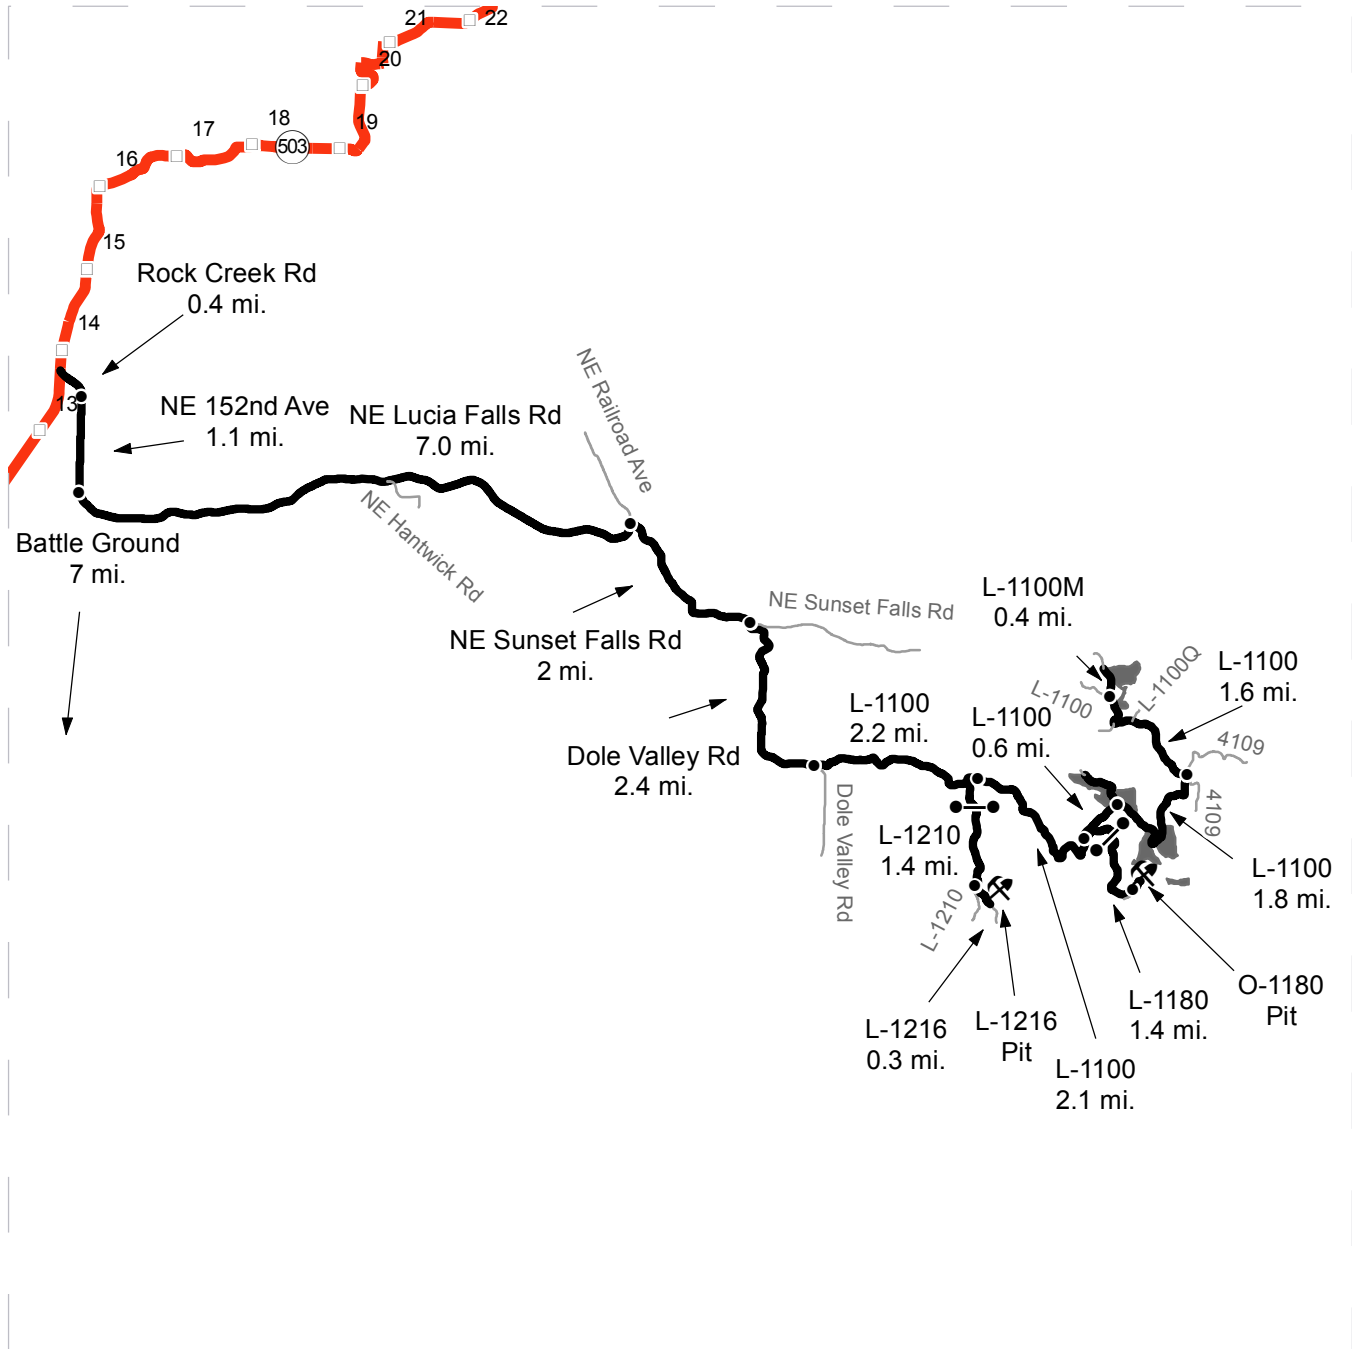 21
22
20
19
18
503
17
16
15
Rock Creek Rd
0.4 mi.
14
13
NE 152nd Ave
1.1 mi.
NE Lucia Falls Rd
7.0 mi.
NE Railroad Ave
NE Hantwick Rd
Battle Ground
7 mi.
NE Sunset Falls Rd
2 mi.
NE Sunset Falls Rd
L-1100M
0.4 mi.
L-1100
L-1100Q
L-1100
1.6 mi.
Dole Valley Rd
2.4 mi.
L-1100
2.2 mi.
L-1100
0.6 mi.
4109
4109
Dole Valley Rd
L-1210
1.4 mi.
L-1210
L-1100
1.8 mi.
L-1216
0.3 mi.
L-1216
Pit
L-1180
1.4 mi.
O-1180
Pit
L-1100
2.1 mi.